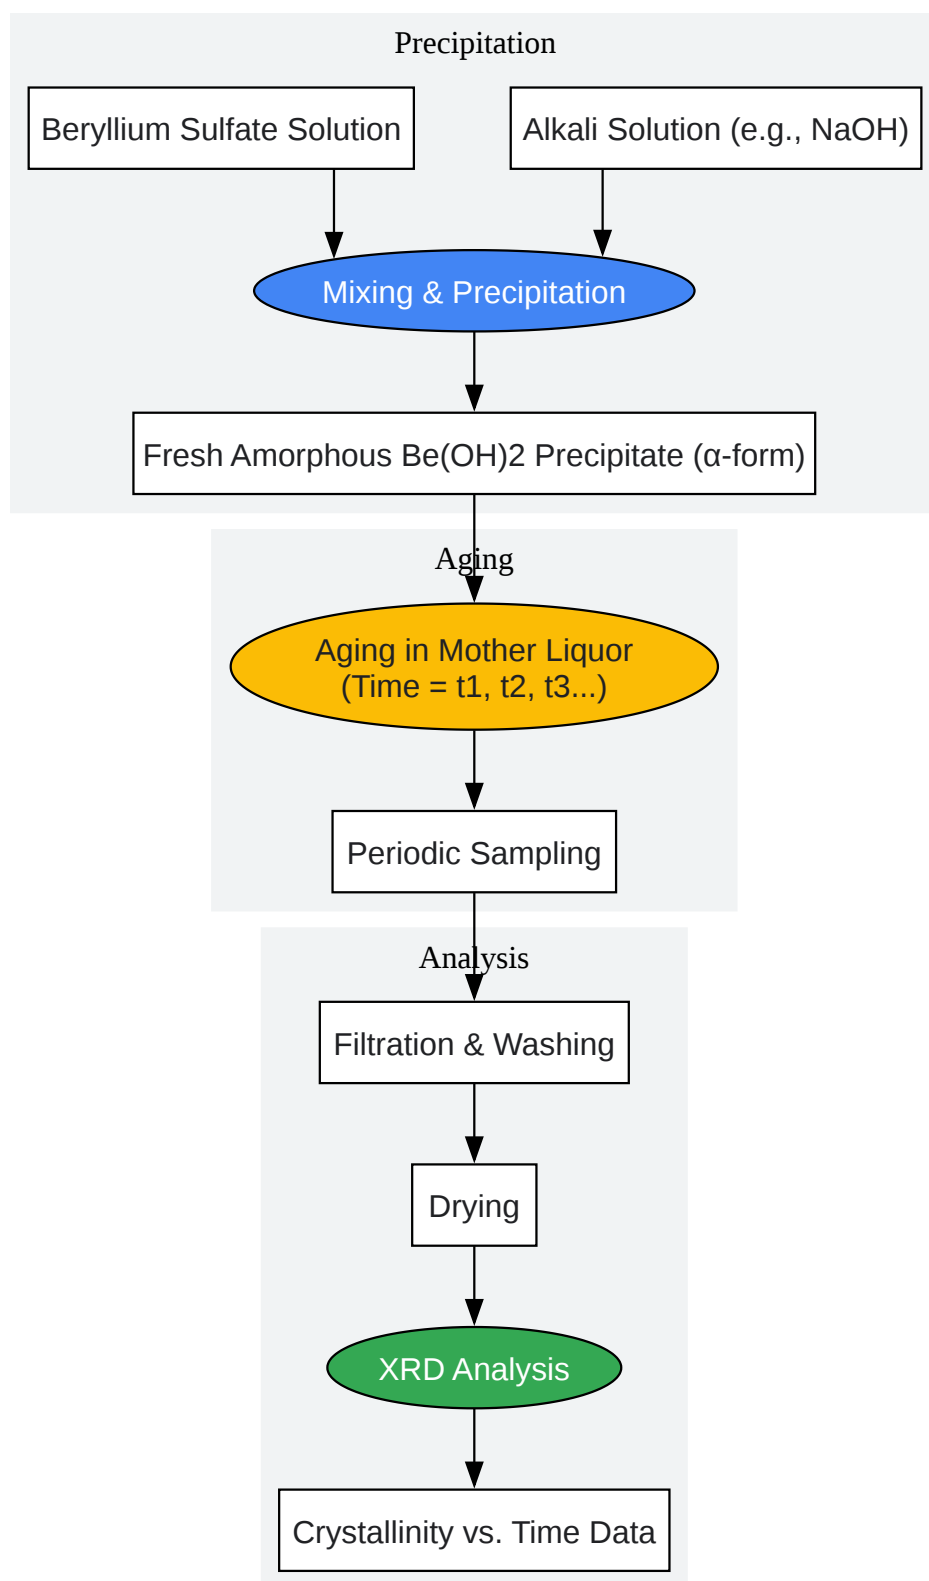 Precipitation
Beryllium Sulfate Solution
Alkali Solution (e.g., NaOH)
Mixing & Precipitation
Fresh Amorphous Be(OH)2 Precipitate (α-form)
Aging
Aging in Mother Liquor
(Time = t1, t2, t3...)
Periodic Sampling
Analysis
Filtration & Washing
Drying
XRD Analysis
Crystallinity vs. Time Data